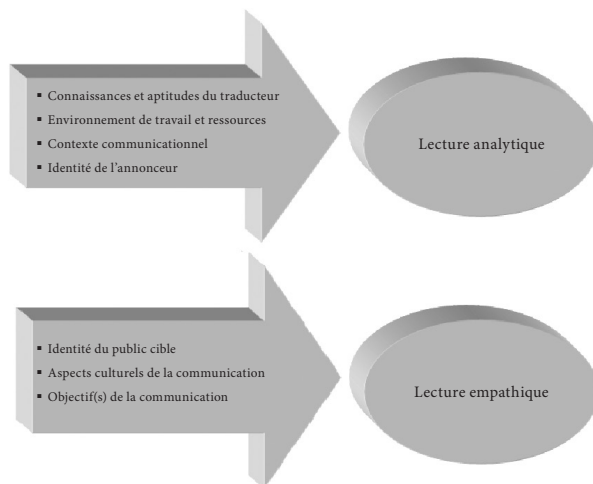 ▪ Connaissances et aptitudes du traducteur
▪ Environnement de travail et ressources
▪ Contexte communicationnel
▪ Identité de l'annonceur
Lecture analytique
▪ Identité du public cible
▪ Aspects culturels de la communication
▪ Objectif(s) de la communication
Lecture empathique